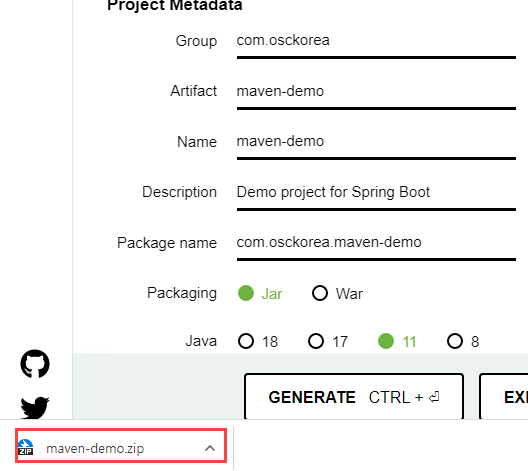 Project Metadata
Group com.osckorea
Artifact maven-demo
Name maven-demo
Description Demo project for Spring Boot
Package name com.osckorea.maven-demo
Packaging Jar War
Java 18 17 11 8
GENERATE CTRL + ⏎
ZIP maven-demo.zip